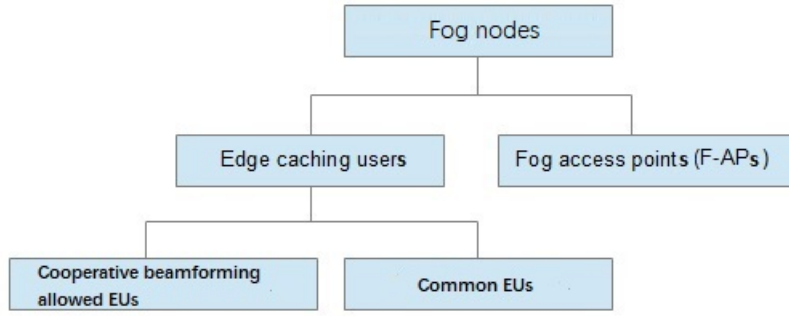 Fog nodes
Edge caching users
Fog access points (F-APs)
Cooperative beamforming
allowed EUs
Common EUs